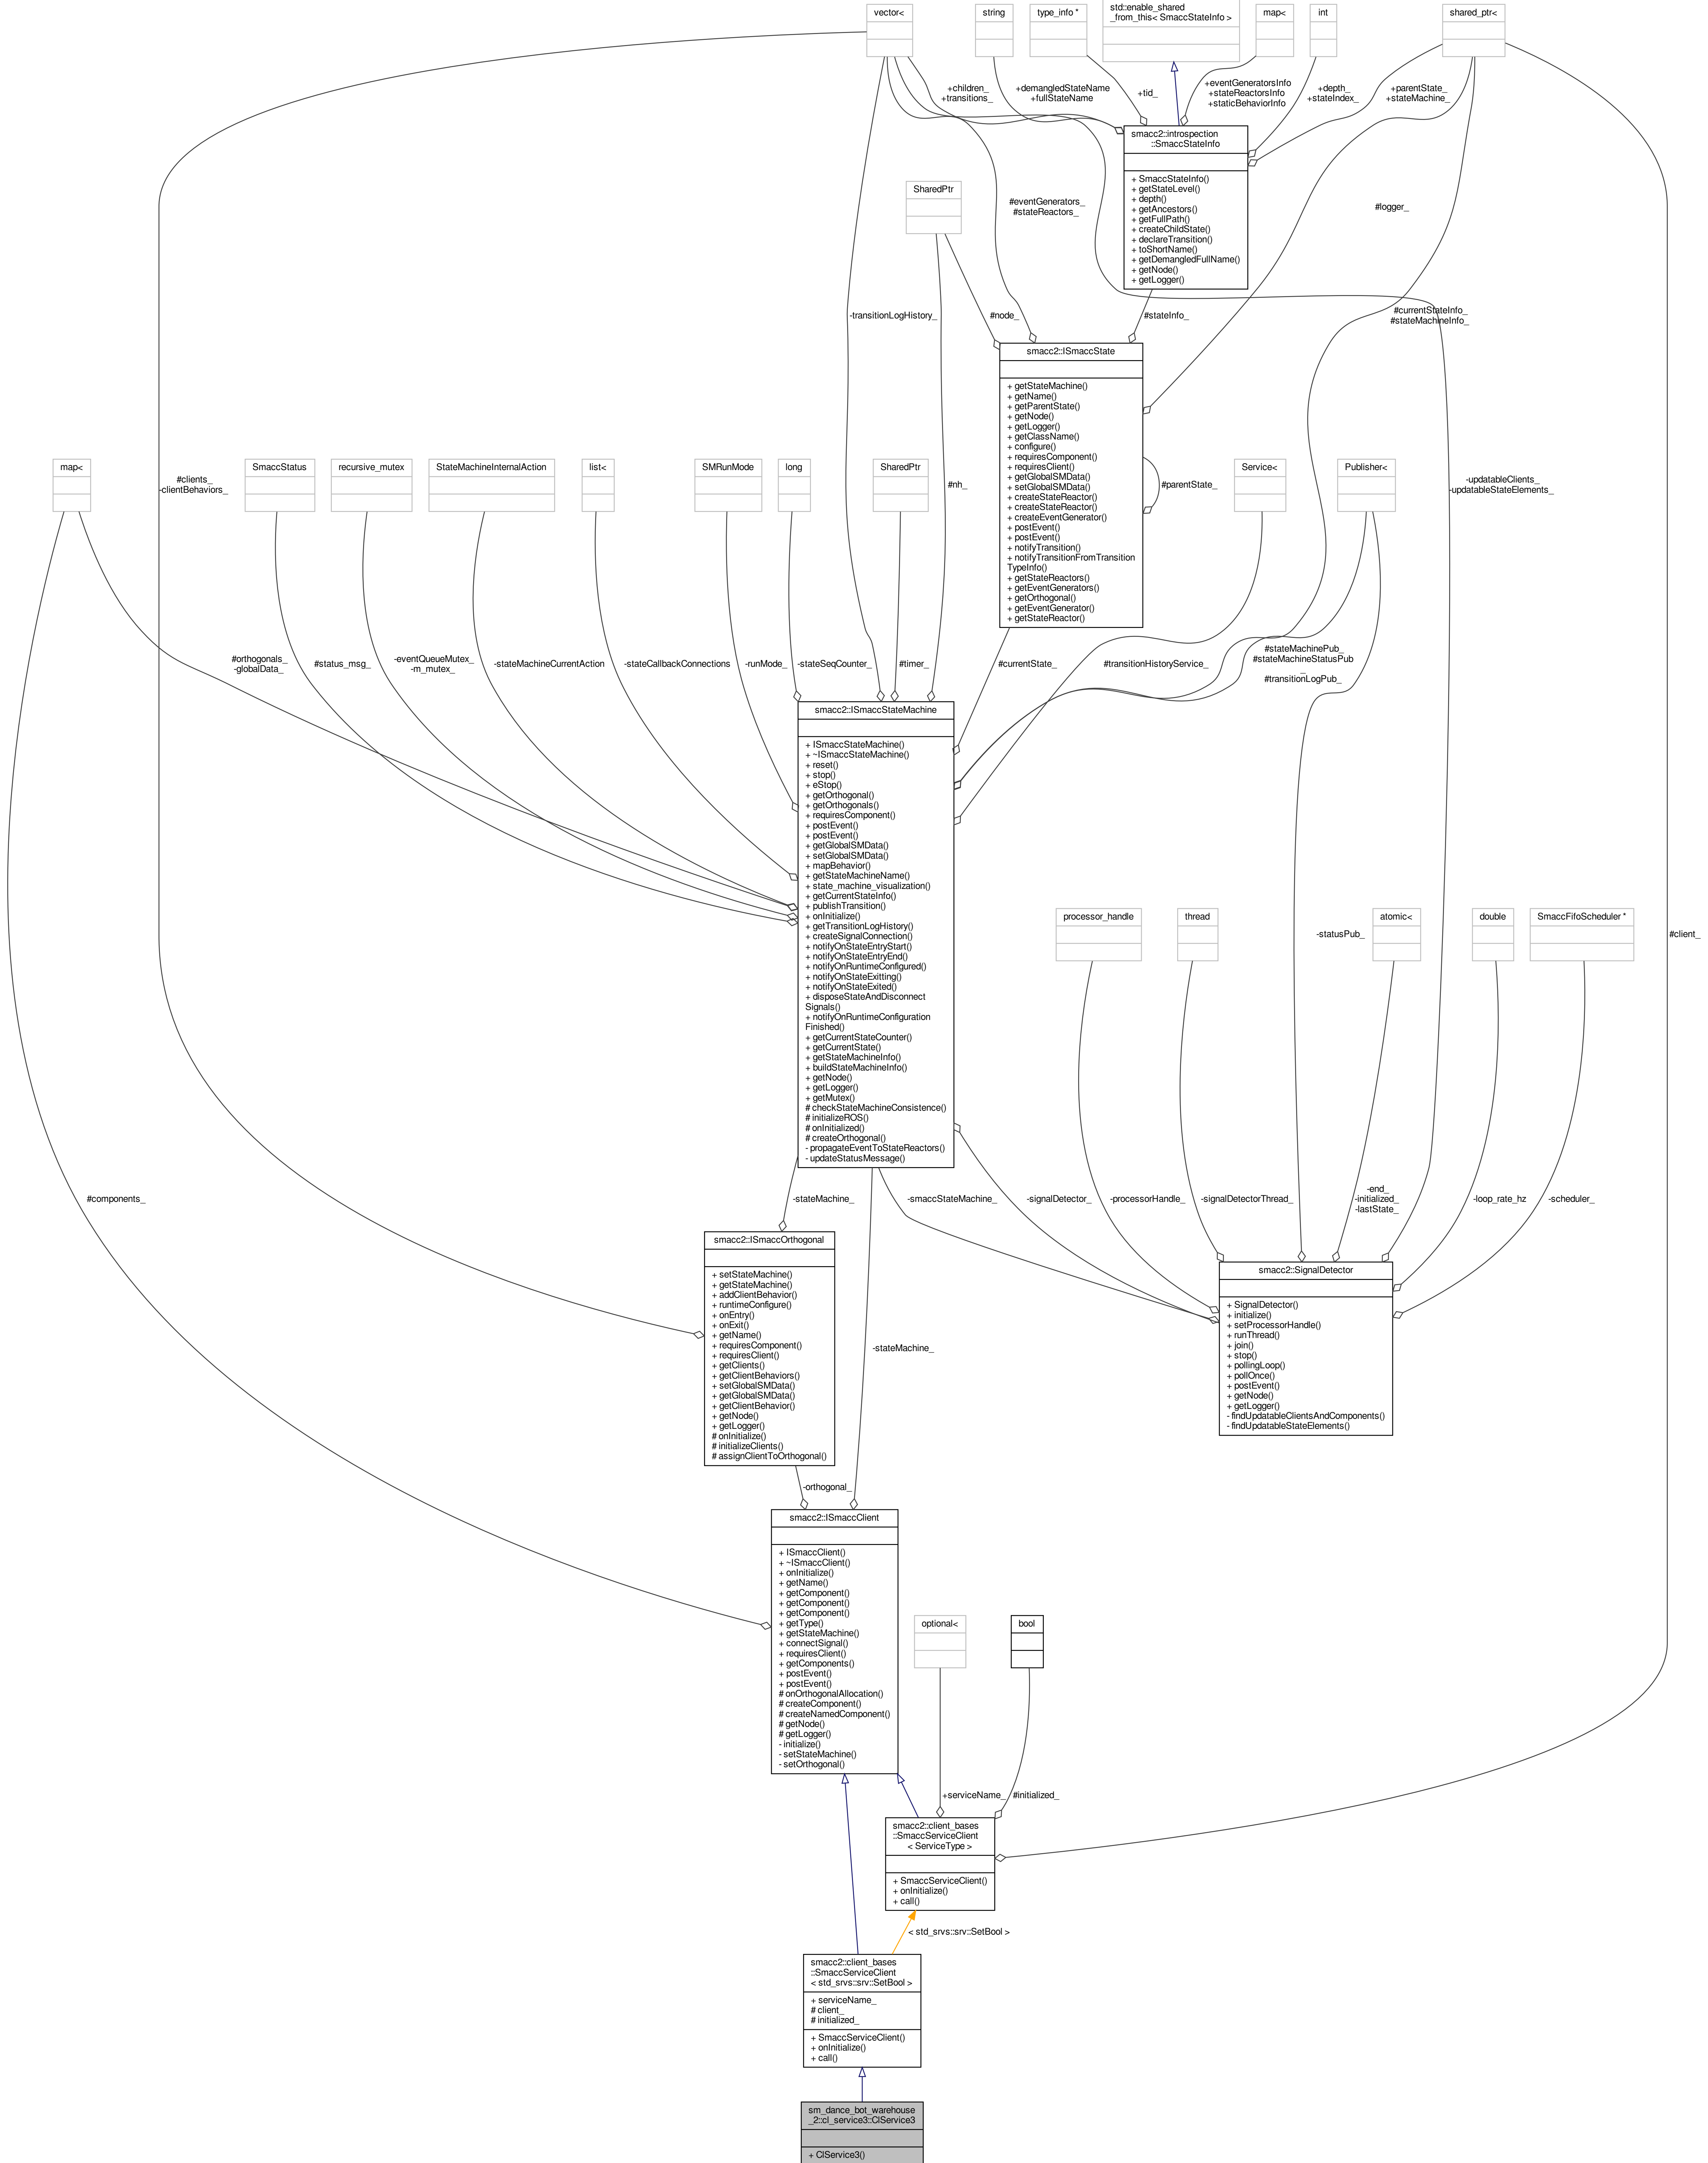 vector<
string
type_info *
std::enable_shared
_from_this< SmaccStateInfo >
map<
int
shared_ptr<
+children_
+transitions_
+demangledStateName
+fullStateName
+tid_
+eventGeneratorsInfo
+stateReactorsInfo
+staticBehaviorInfo
+depth_
+stateIndex_
+parentState_
+stateMachine_
smacc2::introspection
::SmaccStateInfo
+ SmaccStateInfo()
+ getStateLevel()
+ depth()
+ getAncestors()
+ getFullPath()
+ createChildState()
+ declareTransition()
+ toShortName()
+ getDemangledFullName()
+ getNode()
+ getLogger()
SharedPtr
#eventGenerators_
#stateReactors_
#logger_
-transitionLogHistory_
#node_
#stateInfo_
#currentStateInfo_
#stateMachineInfo_
smacc2::ISmaccState
+ getStateMachine()
+ getName()
+ getParentState()
+ getNode()
+ getLogger()
+ getClassName()
+ configure()
+ requiresComponent()
+ requiresClient()
+ getGlobalSMData()
+ setGlobalSMData()
+ createStateReactor()
+ createStateReactor()
+ createEventGenerator()
+ postEvent()
+ postEvent()
+ notifyTransition()
+ notifyTransitionFromTransition
TypeInfo()
+ getStateReactors()
+ getEventGenerators()
+ getOrthogonal()
+ getEventGenerator()
+ getStateReactor()
#parentState_
map<
SmaccStatus
recursive_mutex
StateMachineInternalAction
list<
SMRunMode
long
SharedPtr
Service<
Publisher<
#clients_
-clientBehaviors_
#nh_
-updatableClients_
-updatableStateElements_
#orthogonals_
-globalData_
#status_msg_
-eventQueueMutex_
-m_mutex_
-stateMachineCurrentAction
-stateCallbackConnections
-runMode_
-stateSeqCounter_
#timer_
#currentState_
#transitionHistoryService_
#stateMachinePub_
#stateMachineStatusPub
_
#transitionLogPub_
smacc2::ISmaccStateMachine
+ ISmaccStateMachine()
+ ~ISmaccStateMachine()
+ reset()
+ stop()
+ eStop()
+ getOrthogonal()
+ getOrthogonals()
+ requiresComponent()
+ postEvent()
+ postEvent()
+ getGlobalSMData()
+ setGlobalSMData()
+ mapBehavior()
+ getStateMachineName()
+ state_machine_visualization()
+ getCurrentStateInfo()
+ publishTransition()
+ onInitialize()
+ getTransitionLogHistory()
+ createSignalConnection()
+ notifyOnStateEntryStart()
+ notifyOnStateEntryEnd()
+ notifyOnRuntimeConfigured()
+ notifyOnStateExitting()
+ notifyOnStateExited()
+ disposeStateAndDisconnect
Signals()
+ notifyOnRuntimeConfiguration
Finished()
+ getCurrentStateCounter()
+ getCurrentState()
+ getStateMachineInfo()
+ buildStateMachineInfo()
+ getNode()
+ getLogger()
+ getMutex()
# checkStateMachineConsistence()
# initializeROS()
# onInitialized()
# createOrthogonal()
- propagateEventToStateReactors()
- updateStatusMessage()
processor_handle
thread
atomic<
double
SmaccFifoScheduler *
-statusPub_
#client_
#components_
-stateMachine_
-smaccStateMachine_
-signalDetector_
-processorHandle_
-signalDetectorThread_
-end_
-initialized_
-lastState_
-loop_rate_hz
-scheduler_
smacc2::ISmaccOrthogonal
+ setStateMachine()
+ getStateMachine()
+ addClientBehavior()
+ runtimeConfigure()
+ onEntry()
+ onExit()
+ getName()
+ requiresComponent()
+ requiresClient()
+ getClients()
+ getClientBehaviors()
+ setGlobalSMData()
+ getGlobalSMData()
+ getClientBehavior()
+ getNode()
+ getLogger()
# onInitialize()
# initializeClients()
# assignClientToOrthogonal()
smacc2::SignalDetector
+ SignalDetector()
+ initialize()
+ setProcessorHandle()
+ runThread()
+ join()
+ stop()
+ pollingLoop()
+ pollOnce()
+ postEvent()
+ getNode()
+ getLogger()
- findUpdatableClientsAndComponents()
- findUpdatableStateElements()
-stateMachine_
-orthogonal_
smacc2::ISmaccClient
+ ISmaccClient()
+ ~ISmaccClient()
+ onInitialize()
+ getName()
+ getComponent()
+ getComponent()
+ getComponent()
+ getType()
+ getStateMachine()
+ connectSignal()
+ requiresClient()
+ getComponents()
+ postEvent()
+ postEvent()
# onOrthogonalAllocation()
# createComponent()
# createNamedComponent()
# getNode()
# getLogger()
- initialize()
- setStateMachine()
- setOrthogonal()
optional<
bool
+serviceName_
#initialized_
smacc2::client_bases
::SmaccServiceClient
< ServiceType >
+ SmaccServiceClient()
+ onInitialize()
+ call()
< std_srvs::srv::SetBool >
smacc2::client_bases
::SmaccServiceClient
< std_srvs::srv::SetBool >
+ serviceName_
# client_
# initialized_
+ SmaccServiceClient()
+ onInitialize()
+ call()
sm_dance_bot_warehouse
_2::cl_service3::ClService3
+ ClService3()